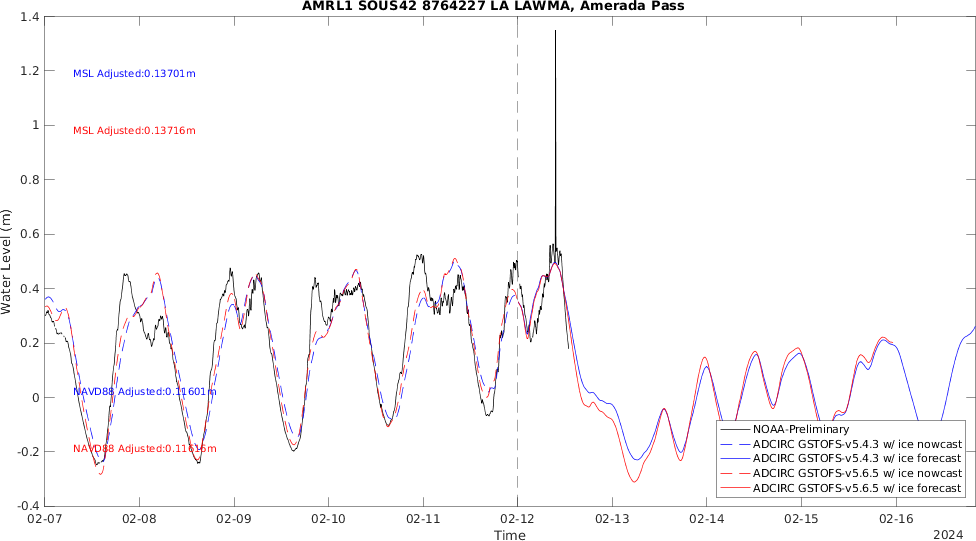 AMRL1 SOUS42 8764227 LA LAWMA, Amerada Pass
1.4
1.2
1
0.8
0.6
0.4
0.2
0
-0.2
-0.4
Water Level (m)
MSL Adjusted:0.13701m
MSL Adjusted:0.13716m
NAVD88 Adjusted:0.11601m
NAVD88 Adjusted:0.11616m
NOAA-Preliminary
ADCIRC GSTOFS-v5.4.3 w/ ice nowcast
ADCIRC GSTOFS-v5.4.3 w/ ice forecast
ADCIRC GSTOFS-v5.6.5 w/ ice nowcast
ADCIRC GSTOFS-v5.6.5 w/ ice forecast
02-07 02-08 02-09 02-10 02-11 02-12 02-13 02-14 02-15 02-16
Time
2024